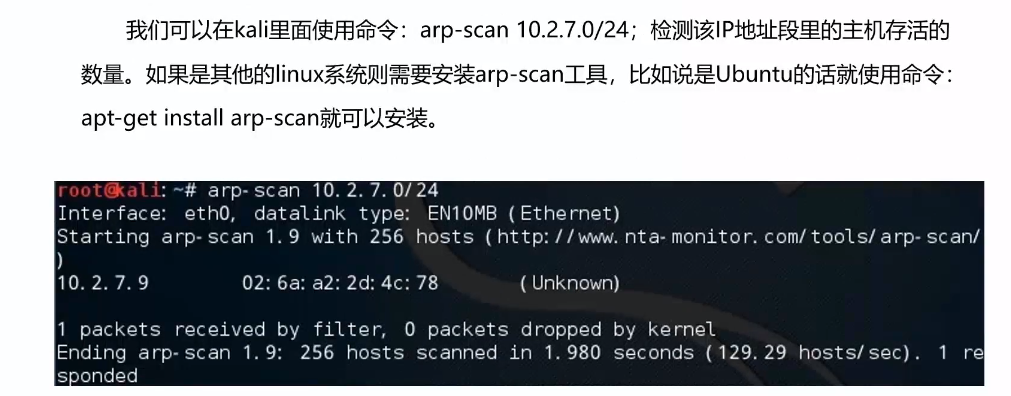 我们可以在kali里面使用命令：arp-scan 10.2.7.0/24；检测该IP地址段里的主机存活的
数量。如果是其他的linux系统则需要安装arp-scan工具，比如说是Ubuntu的话就使用命令：
apt-get install arp-scan就可以安装。
root@kali:~# arp-scan 10.2.7.0/24
Interface: eth0, datalink type: EN10MB (Ethernet)
Starting arp-scan 1.9 with 256 hosts (http://www.nta-monitor.com/tools/arp-scan/
)
10.2.7.9 02:6a:a2:2d:4c:78 (Unknown)
1 packets received by filter, 0 packets dropped by kernel
Ending arp-scan 1.9: 256 hosts scanned in 1.980 seconds (129.29 hosts/sec). 1 re
sponded